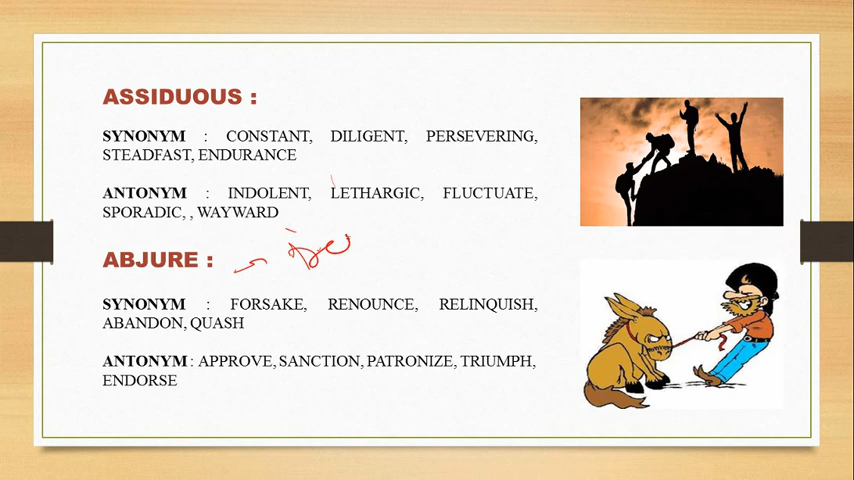 ASSIDUOUS :
SYNONYM : CONSTANT, DILIGENT, PERSEVERING,
STEADFAST, ENDURANCE
ANTONYM : INDOLENT, LETHARGIC, FLUCTUATE,
SPORADIC, , WAYWARD
ABJURE :
SYNONYM : FORSAKE, RENOUNCE, RELINQUISH,
ABANDON, QUASH
ANTONYM : APPROVE, SANCTION, PATRONIZE, TRIUMPH,
ENDORSE